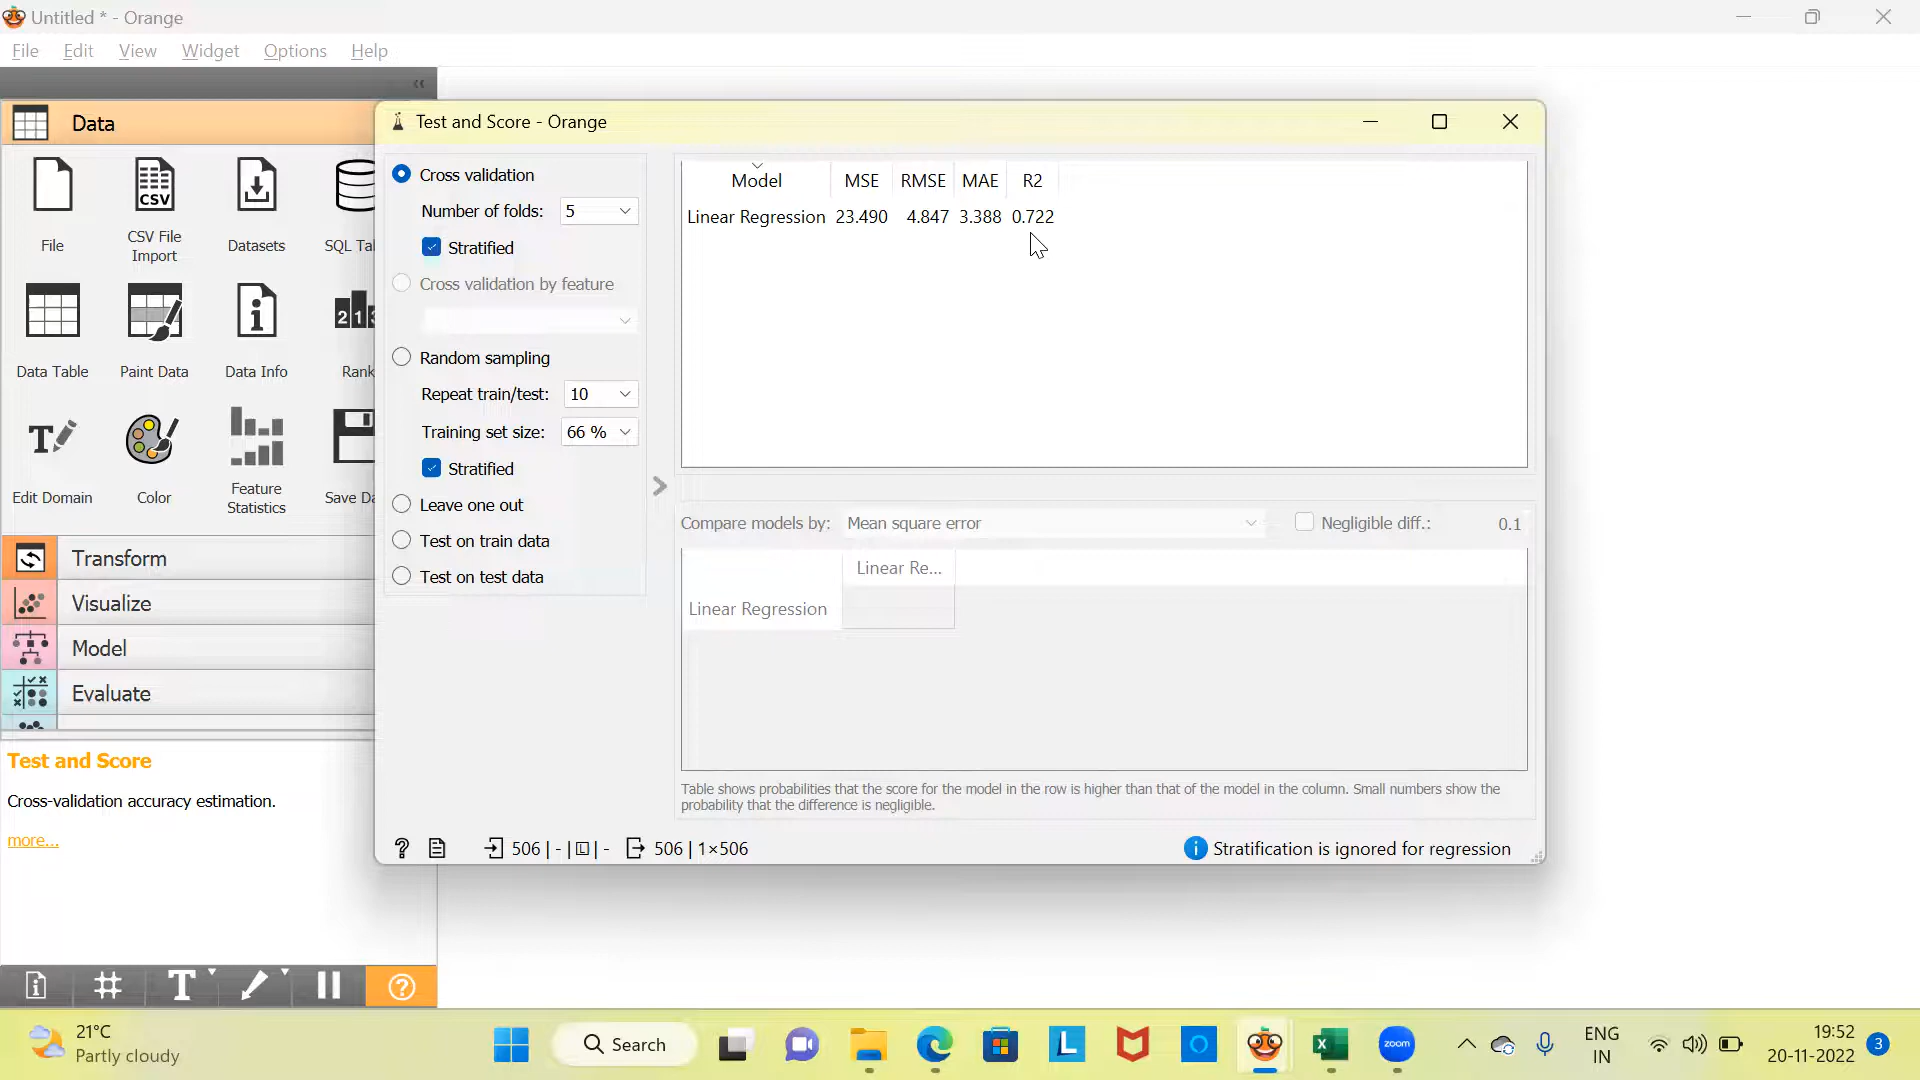 Untitled * - Orange
File Edit View Widget Options Help
Data
File
CSV File
Import
Datasets
SQL Ta
Data Table
Paint Data
Data Info
Rank
Edit Domain
Color
Feature
Statistics
Save Da
Transform
Visualize
Model
Evaluate
Test and Score
Cross-validation accuracy estimation.
more...
Test and Score - Orange
Cross validation
Number of folds: 5
Stratified
Cross validation by feature
Random sampling
Repeat train/test: 10
Training set size: 66 %
Stratified
Leave one out
Test on train data
Test on test data
Model MSE RMSE MAE R2
Linear Regression 23.490 4.847 3.388 0.722
Compare models by: Mean square error
Negligible diff.: 0.1
Linear Re...
Linear Regression
Table shows probabilities that the score for the model in the row is higher than that of the model in the column. Small numbers show the
probability that the difference is negligible.
506 | - | - 506 | 1×506
Stratification is ignored for regression
21°C
Partly cloudy
Search
zoom
ENG
IN
19:52
20-11-2022
3